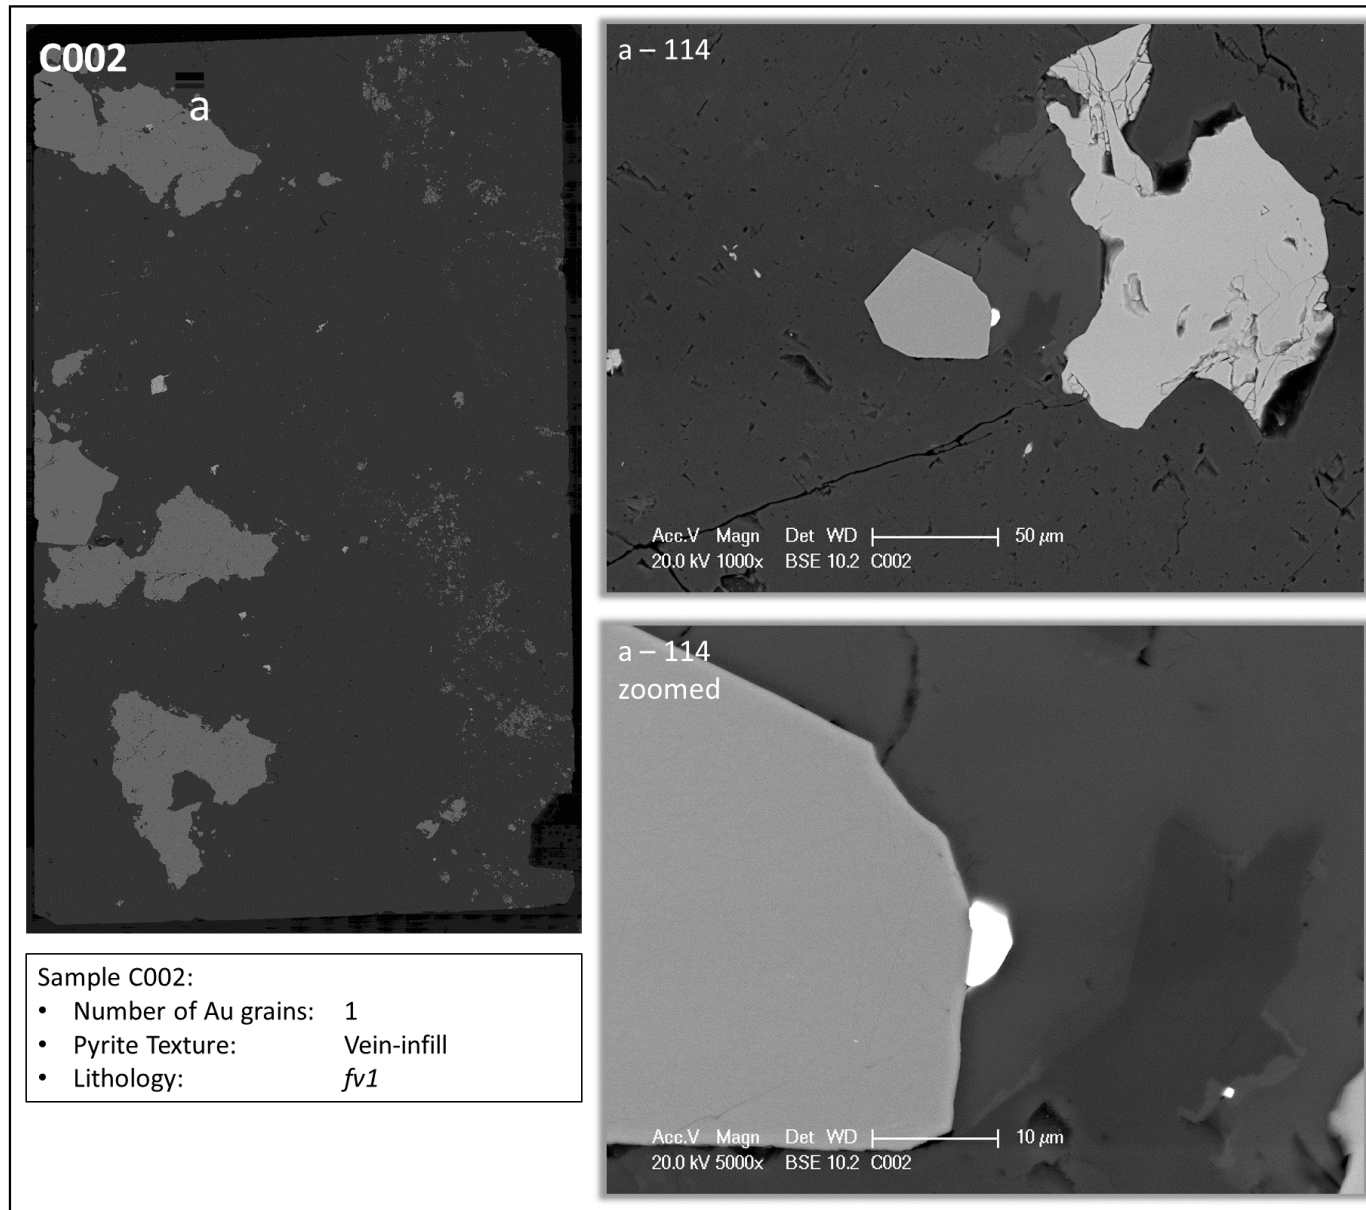 C002
a
a – 114
Acc.V Magn Det WD 50 µm
20.0 kV 1000x BSE 10.2 C002
a – 114
zoomed
Acc.V Magn Det WD 10 µm
20.0 kV 5000x BSE 10.2 C002
Sample C002:
• Number of Au grains: 1
• Pyrite Texture: Vein-infill
• Lithology: fv1